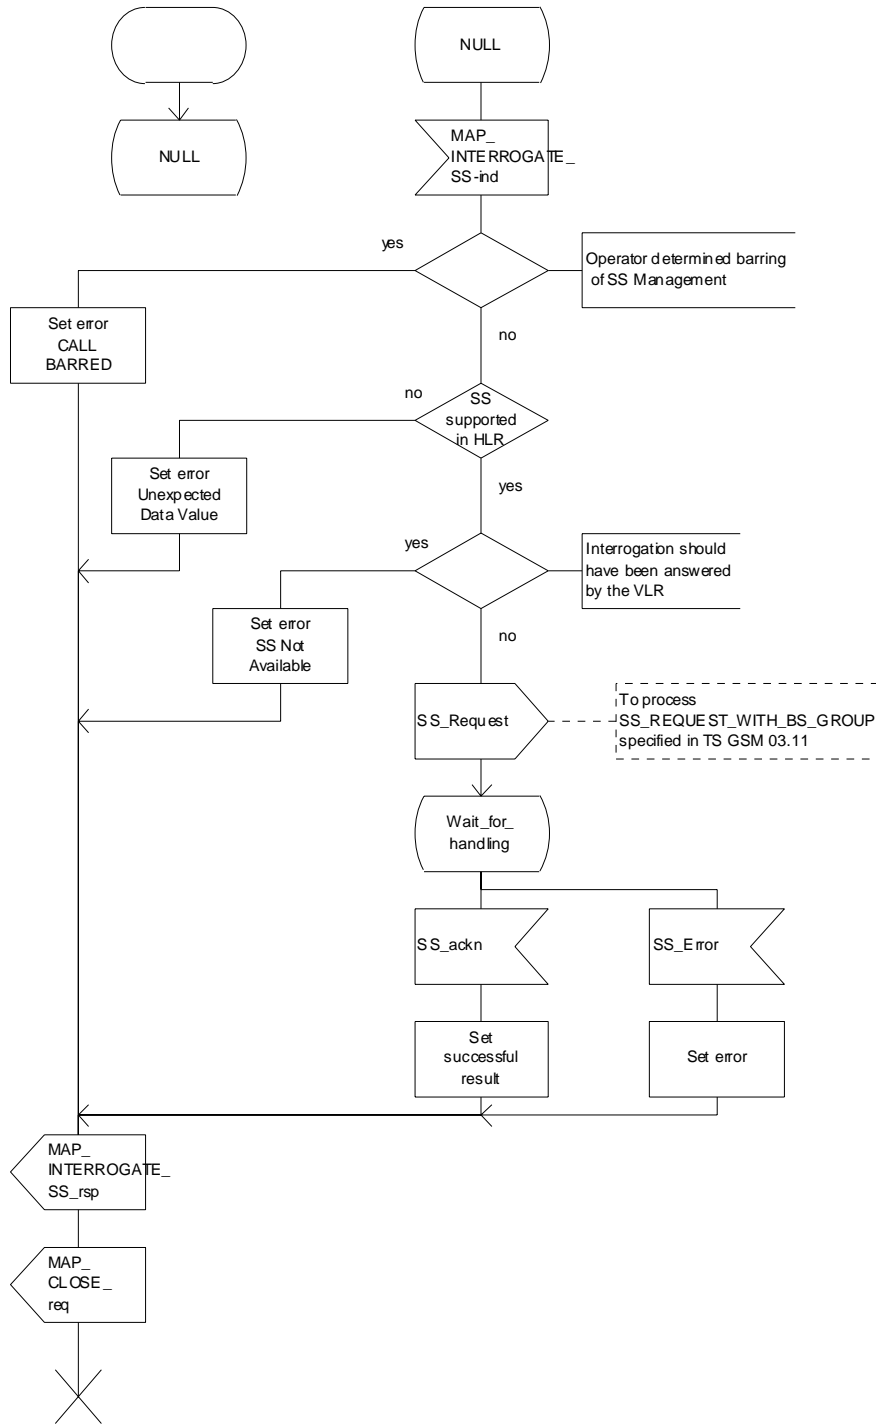 NULL
NULL
MAP_
INTERROGATE_
SS-ind
yes
Operator determined barring
of SS Management
Set error
CALL
BARRED
no
no
SS
supported
in HLR
Set error
Unexpected
Data Value
yes
yes
Interrogation should
have been answered
by the VLR
Set error
SS Not
Available
no
SS_Request
To process
SS_REQUEST_WITH_BS_GROUP
specified in TS GSM 03.11
Wait_for_
handling
SS_ackn
SS_Error
Set
successful
result
Set error
MAP_
INTERROGATE_
SS_rsp
MAP_
CLOSE_
req